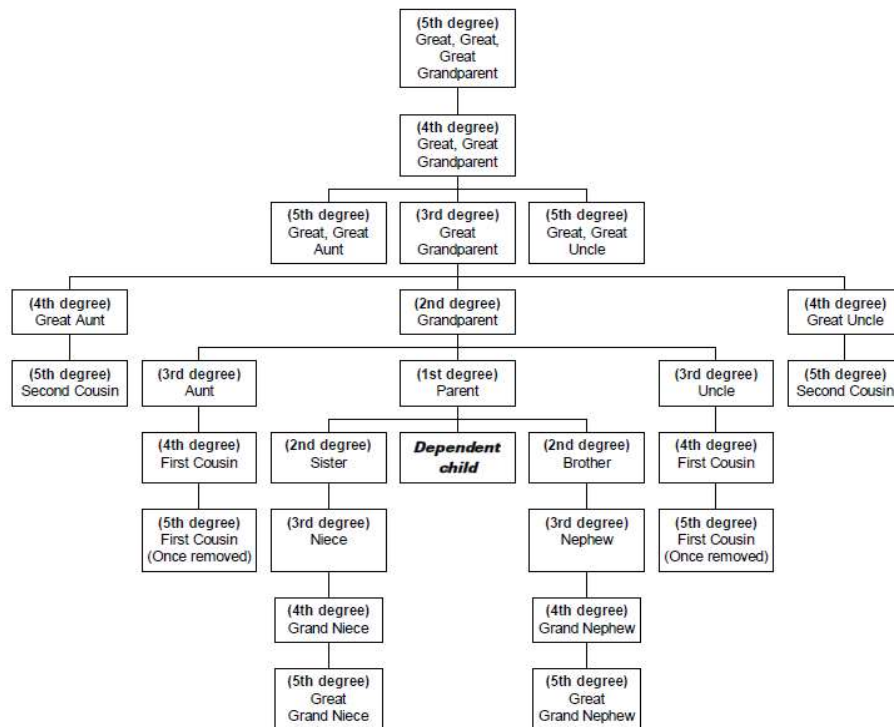 (5th degree)
Great, Great,
Great
Grandparent
(4th degree)
Great, Great
Grandparent
(5th degree)
Great, Great
Aunt
(3rd degree)
Great
Grandparent
(5th degree)
Great, Great
Uncle
(4th degree)
Great Aunt
(2nd degree)
Grandparent
(4th degree)
Great Uncle
(5th degree)
Second Cousin
(3rd degree)
Aunt
(1st degree)
Parent
(3rd degree)
Uncle
(5th degree)
Second Cousin
(4th degree)
First Cousin
(2nd degree)
Sister
Dependent
child
(2nd degree)
Brother
(4th degree)
First Cousin
(5th degree)
First Cousin
(Once removed)
(3rd degree)
Niece
(3rd degree)
Nephew
(5th degree)
First Cousin
(Once removed)
(4th degree)
Grand Niece
(4th degree)
Grand Nephew
(5th degree)
Great
Grand Niece
(5th degree)
Great
Grand Nephew